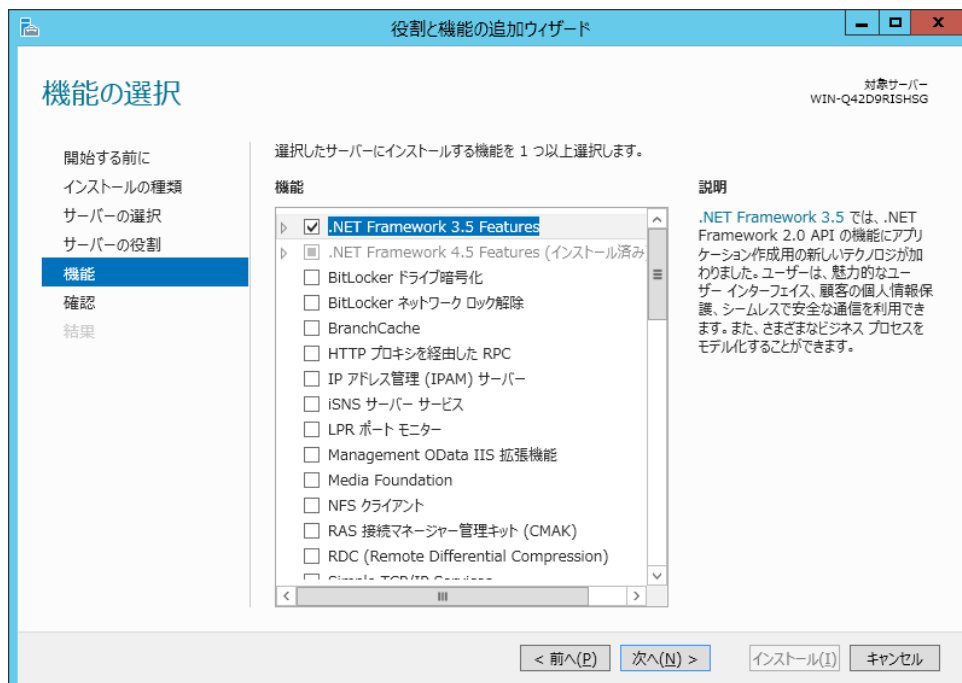 役割と機能の追加ウィザード
機能の選択
対象サーバー
WIN-Q42D9RISHSG
開始する前に
インストールの種類
サーバーの選択
サーバーの役割
機能
確認
結果
選択したサーバーにインストールする機能を 1 つ以上選択します。
機能
.NET Framework 3.5 Features
.NET Framework 4.5 Features (インストール済み
BitLocker ドライブ暗号化
BitLocker ネットワーク ロック解除
BranchCache
HTTP プロキシを経由した RPC
IP アドレス管理 (IPAM) サーバー
iSNS サーバー サービス
LPR ポート モニター
Management OData IIS 拡張機能
Media Foundation
NFS クライアント
RAS 接続マネージャー管理キット (CMAK)
RDC (Remote Differential Compression)
Simple TCP/IP Services
説明
.NET Framework 3.5 では、.NET
Framework 2.0 API の機能にアプリ
ケーション作成用の新しいテクノロジが加
わりました。ユーザーは、魅力的なユー
ザー インターフェイス、顧客の個人情報保
護、シームレスで安全な通信を利用でき
ます。また、さまざまなビジネス プロセスを
モデル化することができます。
< 前へ(P)
次へ(N) >
インストール(I)
キャンセル